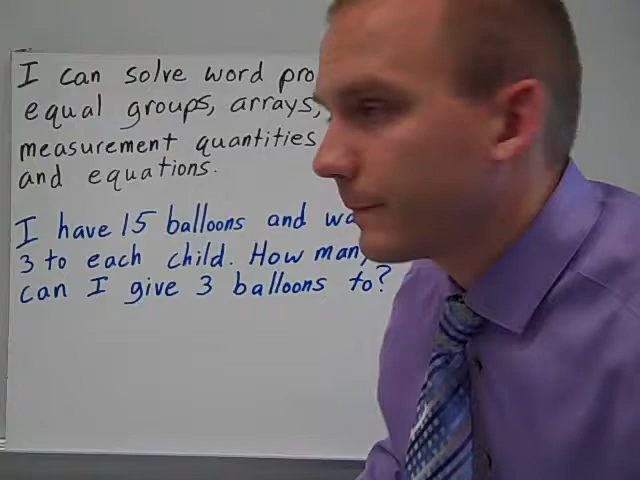 I can solve word pro
equal groups, arrays,
measurement quantities
and equations.
I have 15 balloons and wa
3 to each child. How man
can I give 3 balloons to?